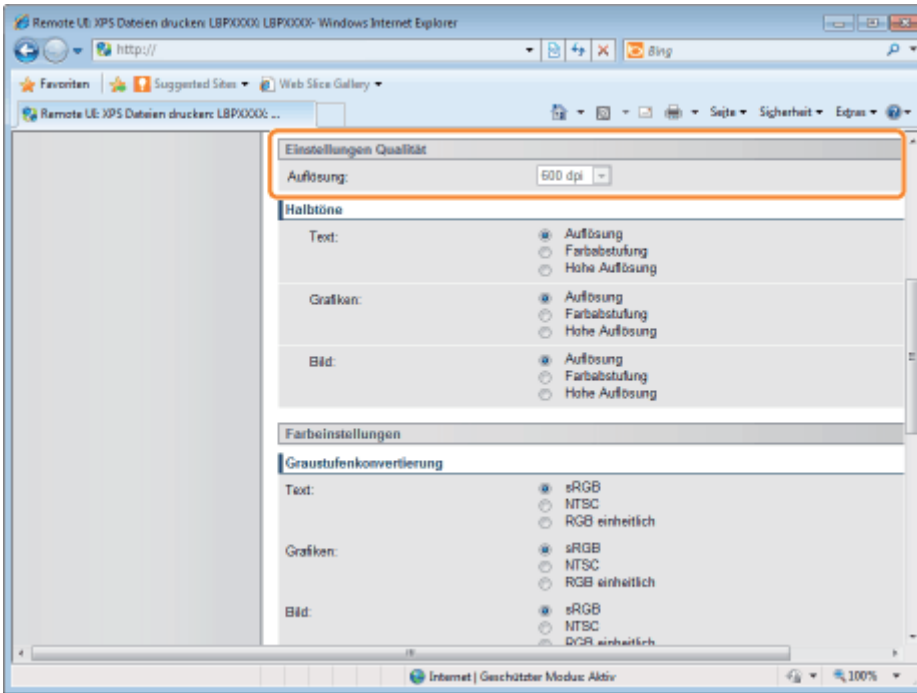 Remote UI: XPS Dateien drucken: LBPXXXX: LBPXXXX- Windows Internet Explorer
http://
Bing
Favoriten Suggested Sites Web Slice Gallery
Remote UI: XPS Dateien drucken: LBPXXXX: ... Seite Sicherheit Extras
Einstellungen Qualität
Auflösung: 600 dpi
Halbtöne
Text: Auflösung
Farbabstufung
Hohe Auflösung
Grafiken: Auflösung
Farbabstufung
Hohe Auflösung
Bild: Auflösung
Farbabstufung
Hohe Auflösung
Farbeinstellungen
Graustufenkonvertierung
Text: sRGB
NTSC
RGB einheitlich
Grafiken: sRGB
NTSC
RGB einheitlich
Bild: sRGB
NTSC
RGB einheitlich
Internet | Geschützter Modus: Aktiv 100%